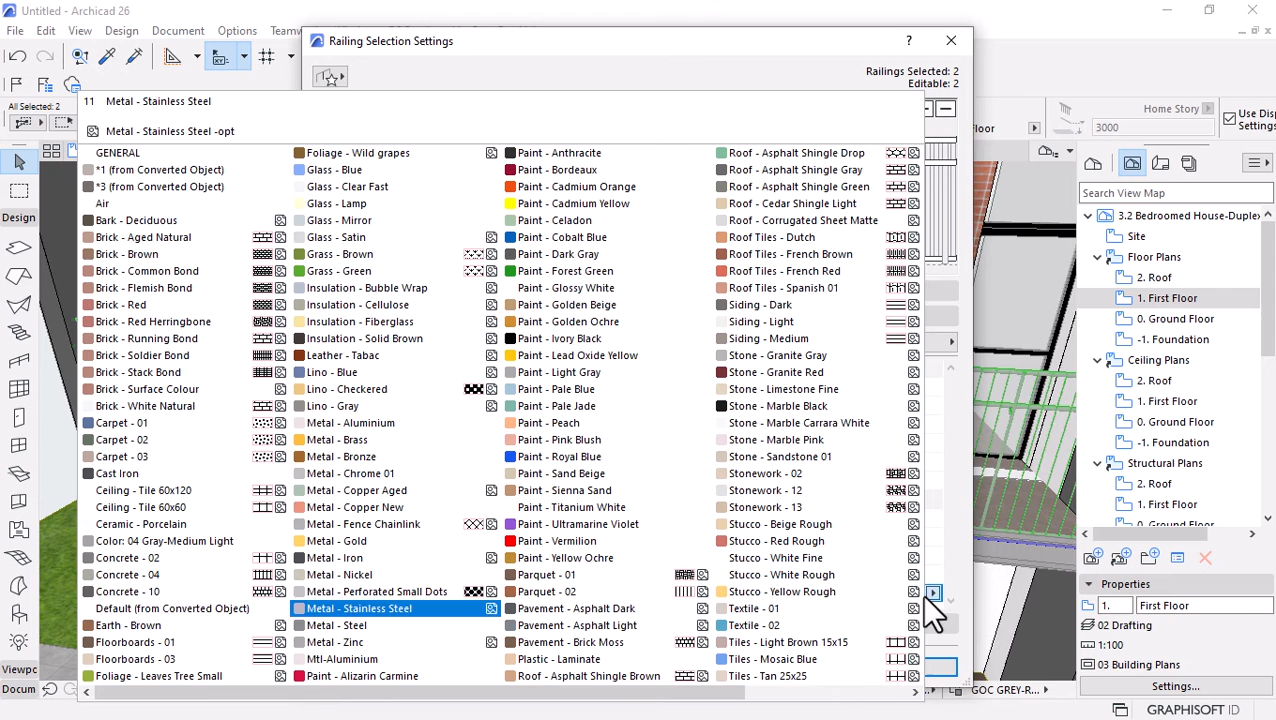 Untitled - Archicad 26
File Edit View Design Document Options Teamw
Railing Selection Settings
?
Railings Selected: 2
Editable: 2
All Selected: 2
11 Metal - Stainless Steel
Metal - Stainless Steel -opt
GENERAL
*1 (from Converted Object)
*3 (from Converted Object)
Air
Bark - Deciduous
Brick - Aged Natural
Brick - Brown
Brick - Common Bond
Brick - Flemish Bond
Brick - Red
Brick - Red Herringbone
Brick - Running Bond
Brick - Soldier Bond
Brick - Stack Bond
Brick - Surface Colour
Brick - White Natural
Carpet - 01
Carpet - 02
Carpet - 03
Cast Iron
Ceiling - Tile 60x120
Ceiling - Tile 60x60
Ceramic - Porcelain
Color: 04 Gray-Medium Light
Concrete - 02
Concrete - 04
Concrete - 10
Default (from Converted Object)
Earth - Brown
Floorboards - 01
Floorboards - 03
Foliage - Leaves Tree Small
Foliage - Wild grapes
Glass - Blue
Glass - Clear Fast
Glass - Lamp
Glass - Mirror
Glass - Satin
Grass - Brown
Grass - Green
Insulation - Bubble Wrap
Insulation - Cellulose
Insulation - Fiberglass
Insulation - Solid Brown
Leather - Tabac
Lino - Blue
Lino - Checkered
Lino - Gray
Metal - Aluminium
Metal - Brass
Metal - Bronze
Metal - Chrome 01
Metal - Copper Aged
Metal - Copper New
Metal - Fence Chainlink
Metal - Gold
Metal - Iron
Metal - Nickel
Metal - Perforated Small Dots
Metal - Stainless Steel
Metal - Steel
Metal - Zinc
Mtl-Aluminium
Paint - Alizarin Carmine
Paint - Anthracite
Paint - Bordeaux
Paint - Cadmium Orange
Paint - Cadmium Yellow
Paint - Celadon
Paint - Cobalt Blue
Paint - Dark Gray
Paint - Forest Green
Paint - Glossy White
Paint - Golden Beige
Paint - Golden Ochre
Paint - Ivory Black
Paint - Lead Oxide Yellow
Paint - Light Gray
Paint - Pale Blue
Paint - Pale Jade
Paint - Peach
Paint - Pink Blush
Paint - Royal Blue
Paint - Sand Beige
Paint - Sienna Sand
Paint - Titanium White
Paint - Ultramarine Violet
Paint - Vermilion
Paint - Yellow Ochre
Parquet - 01
Parquet - 02
Pavement - Asphalt Dark
Pavement - Asphalt Light
Pavement - Brick Moss
Plastic - Laminate
Roof - Asphalt Shingle Brown
Roof - Asphalt Shingle Drop
Roof - Asphalt Shingle Gray
Roof - Asphalt Shingle Green
Roof - Cedar Shingle Light
Roof - Corrugated Sheet Matte
Roof Tiles - Dutch
Roof Tiles - French Brown
Roof Tiles - French Red
Roof Tiles - Spanish 01
Siding - Dark
Siding - Light
Siding - Medium
Stone - Granite Gray
Stone - Granite Red
Stone - Limestone Fine
Stone - Marble Black
Stone - Marble Carrara White
Stone - Marble Pink
Stone - Sandstone 01
Stonework - 02
Stonework - 12
Stonework - 13
Stucco - Beige Rough
Stucco - Red Rough
Stucco - White Fine
Stucco - White Rough
Stucco - Yellow Rough
Textile - 01
Textile - 02
Tiles - Light Brown 15x15
Tiles - Mosaic Blue
Tiles - Tan 25x25
Design
Viewpc
Docum
Floor
Home Story
3000
Use Disp
Settings
Search View Map
3.2 Bedroomed House-Duplex
Site
Floor Plans
2. Roof
1. First Floor
0. Ground Floor
-1. Foundation
Ceiling Plans
2. Roof
1. First Floor
0. Ground Floor
-1. Foundation
Structural Plans
2. Roof
1. First Floor
0. Ground Floor
Properties
1. First Floor
02 Drafting
1:100
03 Building Plans
Settings...
GOC GREY-R...
GRAPHISOFT ID